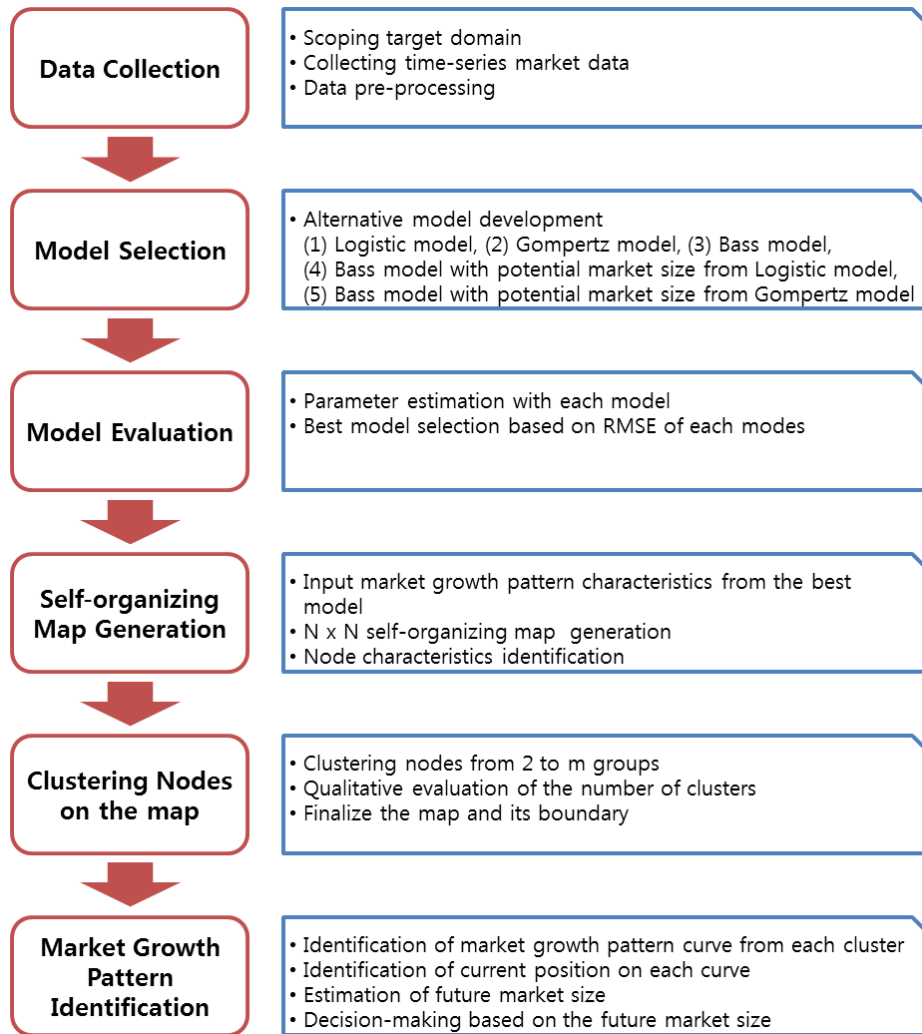 Data Collection
• Scoping target domain
• Collecting time-series market data
• Data pre-processing
Model Selection
• Alternative model development
(1) Logistic model, (2) Gompertz model, (3) Bass model,
(4) Bass model with potential market size from Logistic model,
(5) Bass model with potential market size from Gompertz model
Model Evaluation
• Parameter estimation with each model
• Best model selection based on RMSE of each modes
Self-organizing
Map Generation
• Input market growth pattern characteristics from the best
model
• N x N self-organizing map generation
• Node characteristics identification
Clustering Nodes
on the map
• Clustering nodes from 2 to m groups
• Qualitative evaluation of the number of clusters
• Finalize the map and its boundary
Market Growth
Pattern
Identification
• Identification of market growth pattern curve from each cluster
• Identification of current position on each curve
• Estimation of future market size
• Decision-making based on the future market size